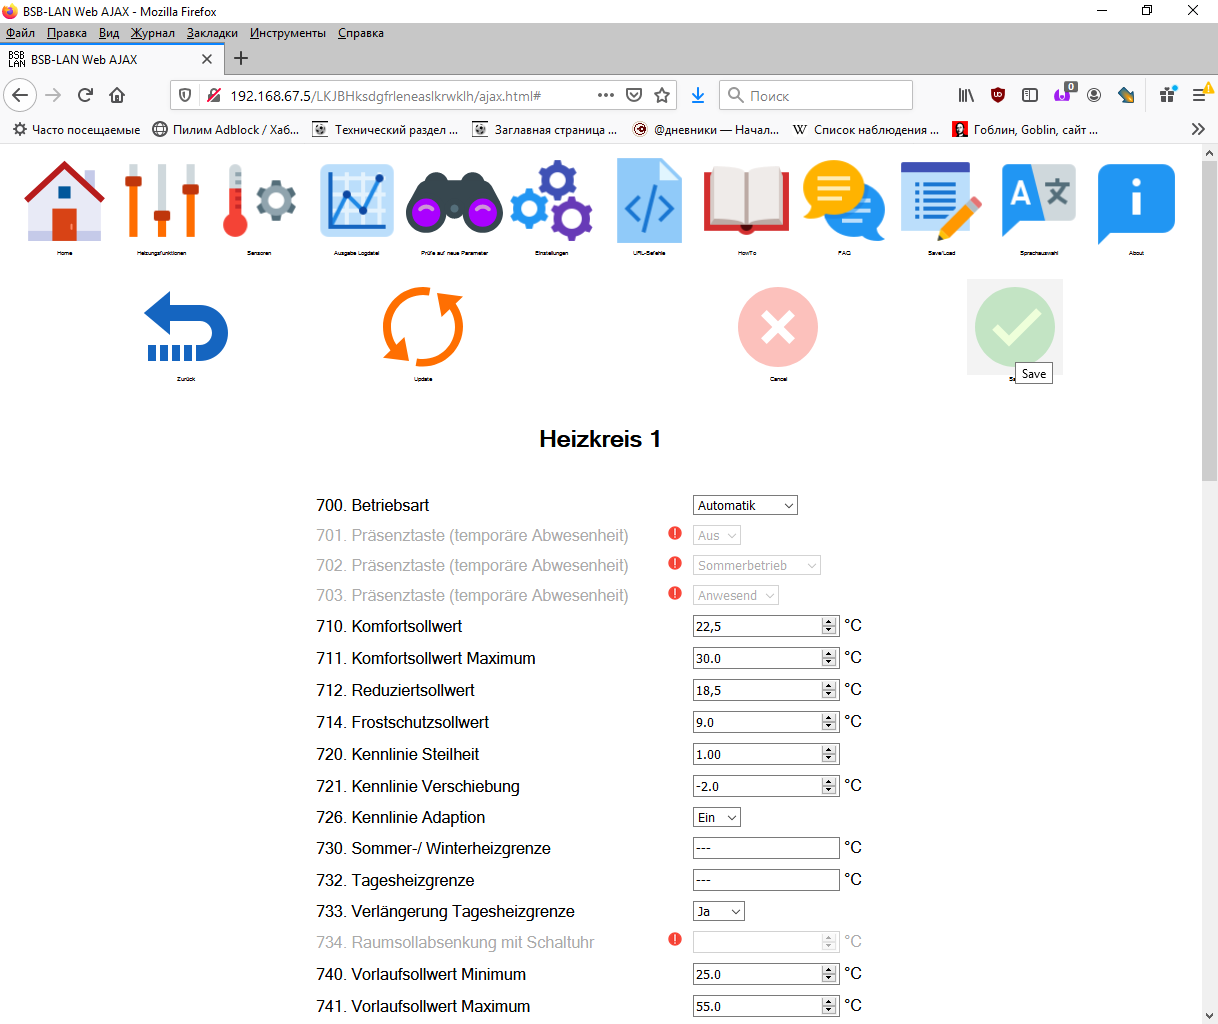 BSB-LAN Web AJAX - Mozilla Firefox
Файл Правка Вид Журнал Закладки Инструменты Справка
BSB LAN BSB-LAN Web AJAX
192.168.67.5/LKJBHksdgfrleneaslkrwklh/ajax.html# Поиск 0
Часто посещаемые Пилим Adblock / Хаб... Технический раздел ... Заглавная страница ... @дневники — Начал... W Список наблюдения ... Гоблин, Goblin, сайт ...
Home Heizungsfunktionen Sensoren Ausgabe Logdatei Prüfe auf neue Parameter Einstellungen URL-Befehle HowTo FAQ Save/Load Sprachauswahl About
Zurück Update Cancel
Save
Heizkreis 1
700. Betriebsart Automatik
701. Präsenztaste (temporäre Abwesenheit) Aus
702. Präsenztaste (temporäre Abwesenheit) Sommerbetrieb
703. Präsenztaste (temporäre Abwesenheit) Anwesend
710. Komfortsollwert 22,5 °C
711. Komfortsollwert Maximum 30.0 °C
712. Reduziertsollwert 18,5 °C
714. Frostschutzsollwert 9.0 °C
720. Kennlinie Steilheit 1.00
721. Kennlinie Verschiebung -2.0 °C
726. Kennlinie Adaption Ein
730. Sommer-/ Winterheizgrenze --- °C
732. Tagesheizgrenze --- °C
733. Verlängerung Tagesheizgrenze Ja
734. Raumsollabsenkung mit Schaltuhr °C
740. Vorlaufsollwert Minimum 25.0 °C
741. Vorlaufsollwert Maximum 55.0 °C